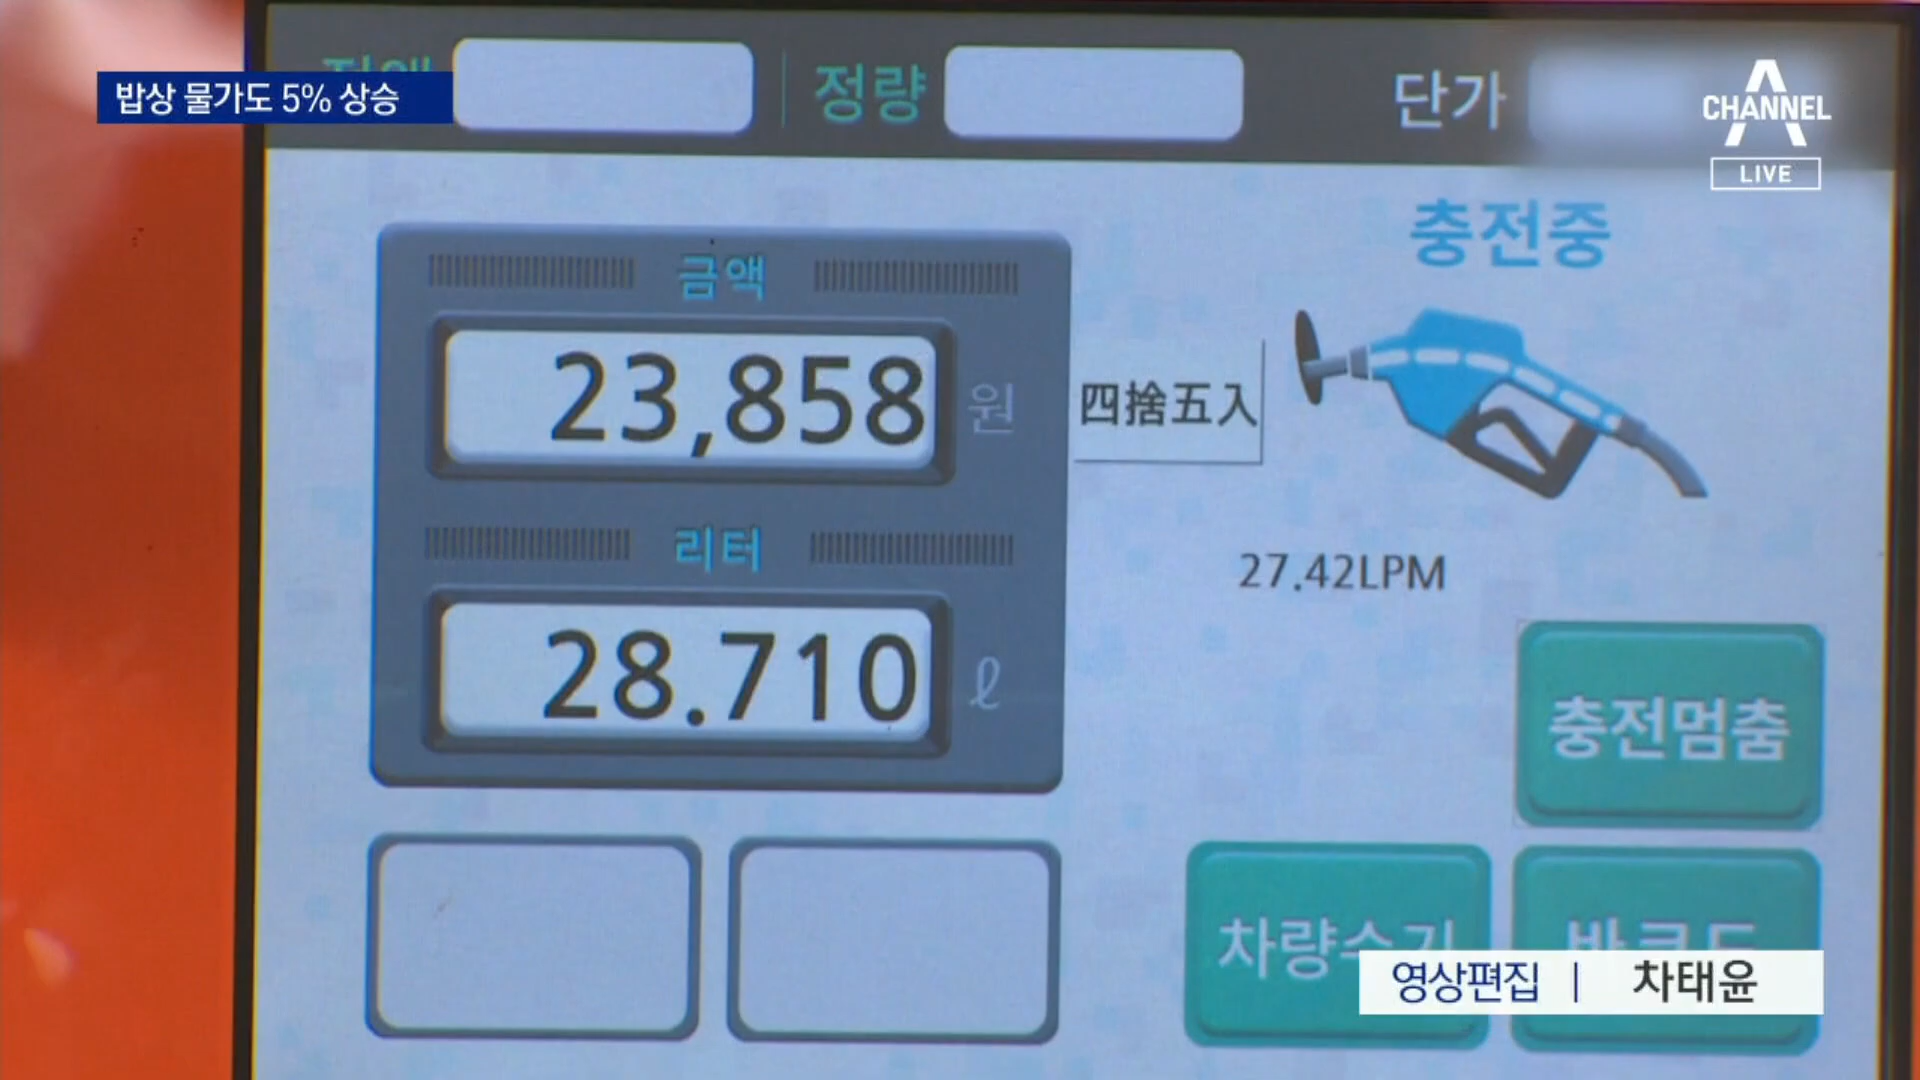 밥상 물가도 5% 상승
정량
단가
CHANNEL A
LIVE
충전중
금액
23,858 원
四捨五入
27.42LPM
리터
28.710 ℓ
충전멈춤
영상편집 | 차태윤